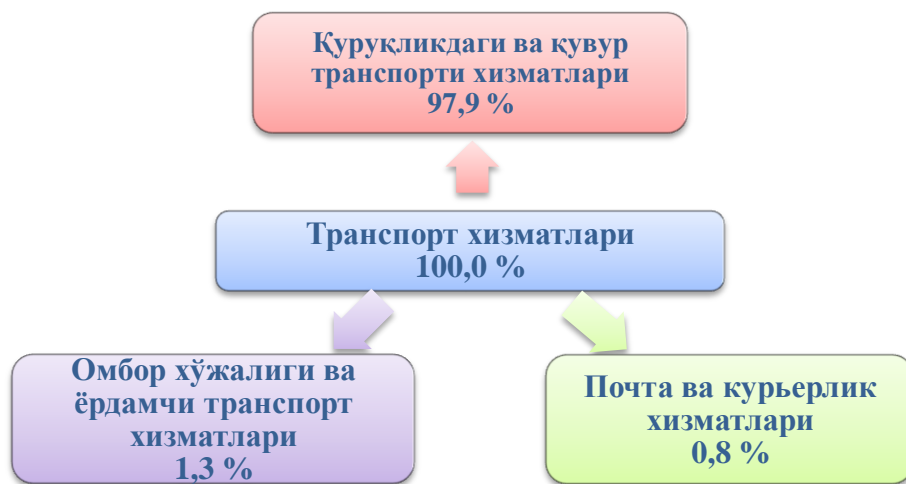 Қуруқликдаги ва қувур
транспорти хизматлари
97,9 %
Транспорт хизматлари
100,0 %
Омбор хўжалиги ва
ёрдамчи транспорт
хизматлари
1,3 %
Почта ва курьерлик
хизматлари
0,8 %